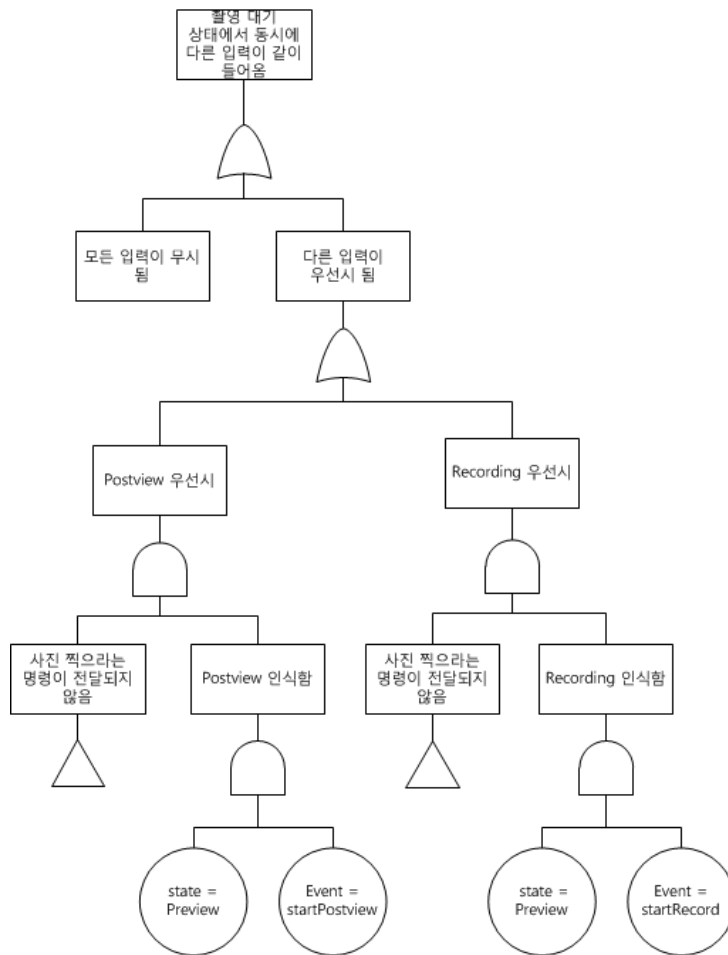 촬영 대기
상태에서 동시에
다른 입력이 같이
들어옴
모든 입력이 무시
됨
다른 입력이
우선시 됨
Postview 우선시
Recording 우선시
사진 찍으라는
명령이 전달되지
않음
Postview 인식함
사진 찍으라는
명령이 전달되지
않음
Recording 인식함
state =
Preview
Event =
startPostview
state =
Preview
Event =
startRecord